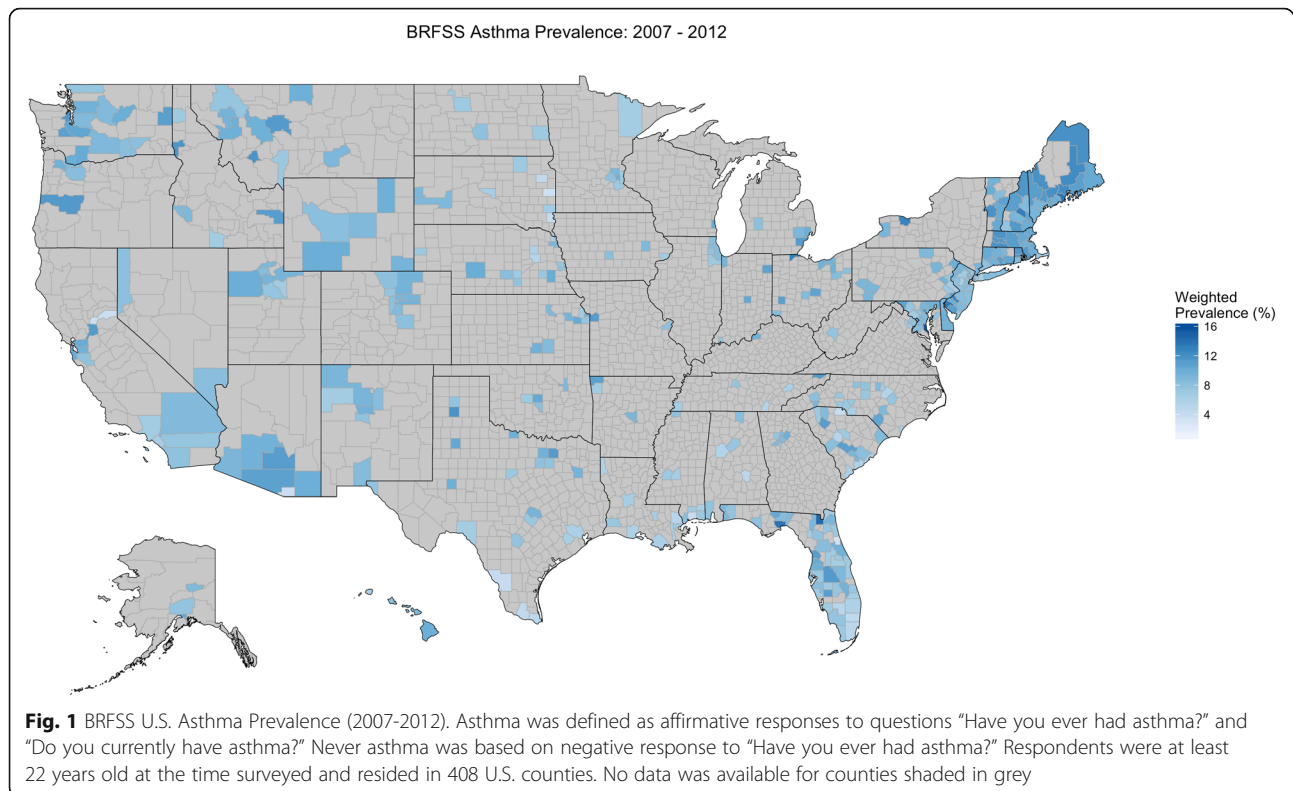 BRFSS Asthma Prevalence: 2007 - 2012
Weighted
Prevalence (%)
16
12
8
4
Fig. 1 BRFSS U.S. Asthma Prevalence (2007-2012). Asthma was defined as affirmative responses to questions “Have you ever had asthma?” and
“Do you currently have asthma?” Never asthma was based on negative response to “Have you ever had asthma?” Respondents were at least
22 years old at the time surveyed and resided in 408 U.S. counties. No data was available for counties shaded in grey